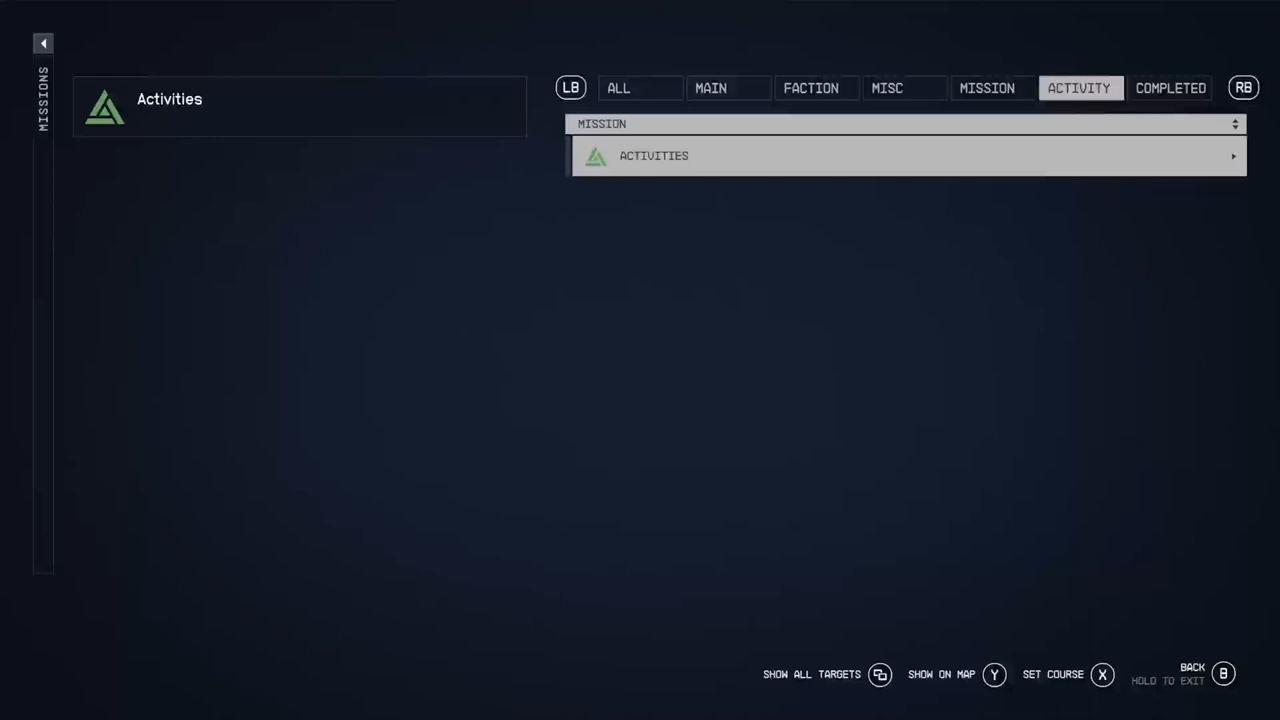 MISSIONS
Activities
LB ALL MAIN FACTION MISC MISSION ACTIVITY COMPLETED RB
MISSION
ACTIVITIES
SHOW ALL TARGETS SHOW ON MAP Y SET COURSE X BACK B
HOLD TO EXIT